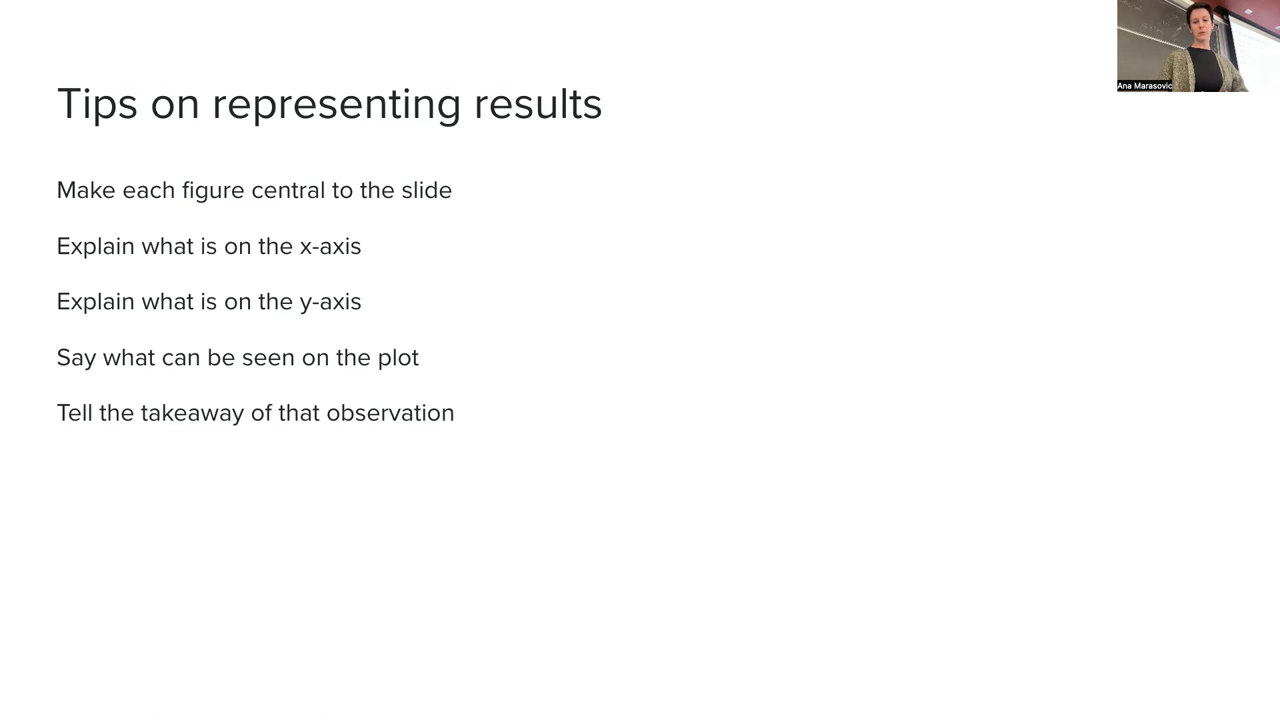 Tips on representing results
Make each figure central to the slide
Explain what is on the x-axis
Explain what is on the y-axis
Say what can be seen on the plot
Tell the takeaway of that observation
Ana Marasovic